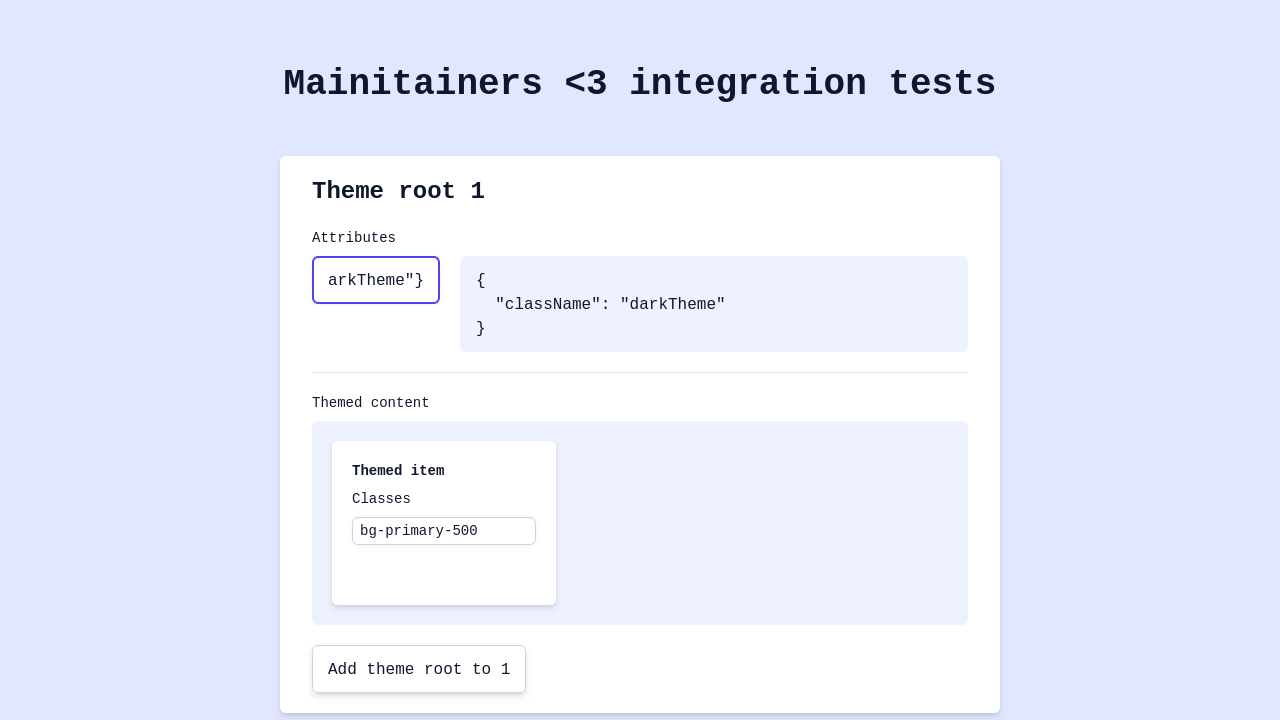 Mainitainers <3 integration tests
Theme root 1
Attributes
arkTheme"}
{
"className": "darkTheme"
}
Themed content
Themed item
Classes
bg-primary-500
Add theme root to 1